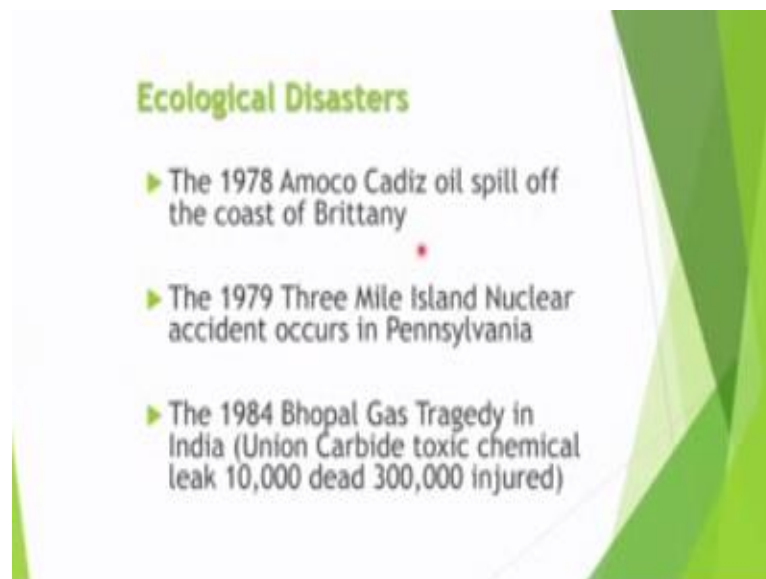 Ecological Disasters
The 1978 Amoco Cadiz oil spill off
the coast of Brittany
The 1979 Three Mile Island Nuclear
accident occurs in Pennsylvania
The 1984 Bhopal Gas Tragedy in
India (Union Carbide toxic chemical
leak 10,000 dead 300,000 injured)